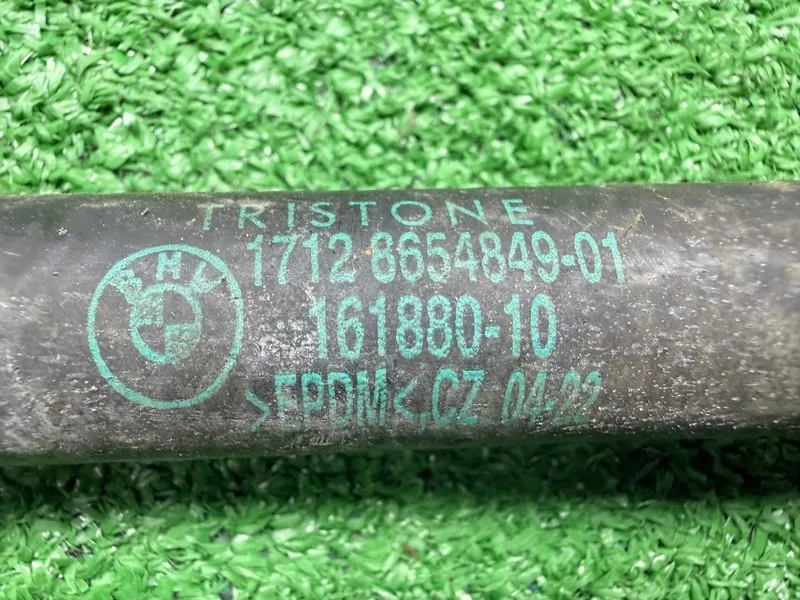 TRISTONE
1712 8654849-01
161880-10
>EPDM<,CZ 04-22